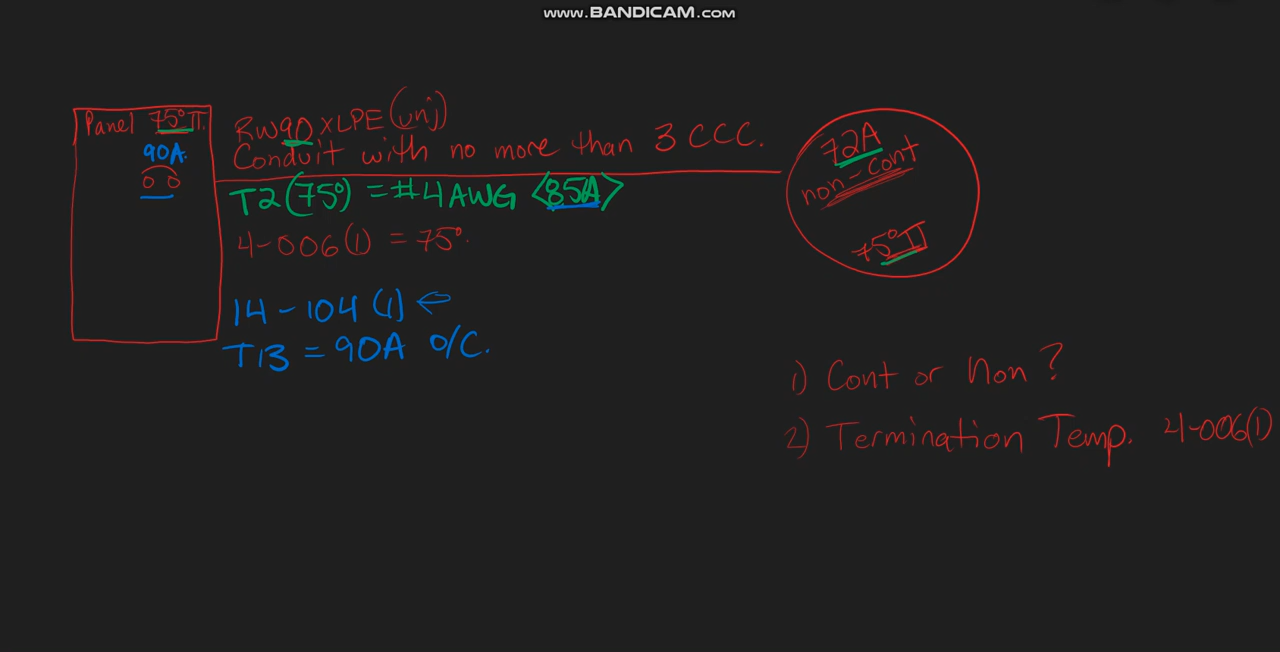 www.BANDICAM.com
Panel 75° TT.
90A.
RW90 XLPE (unj)
Conduit with no more than 3 CCC.
T2 (75°) = #4 AWG <85A>
4-006(1) = 75°.
14-104(1) ←
T13 = 90A O/C.
72A
non-cont
75° TT
1) Cont or Non?
2) Termination Temp. 4-006(1)